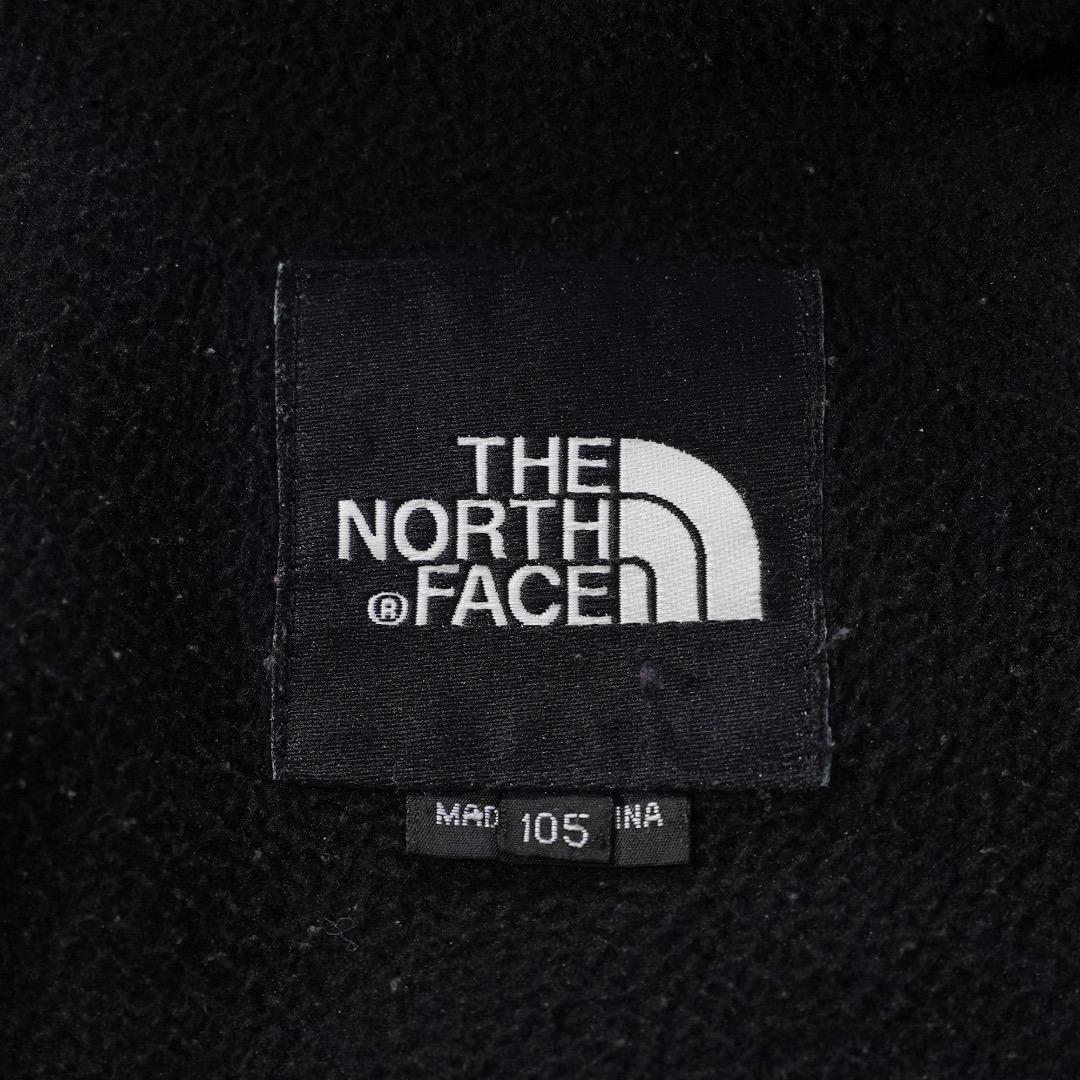 THE
NORTH
®FACE
MAD 105 INA